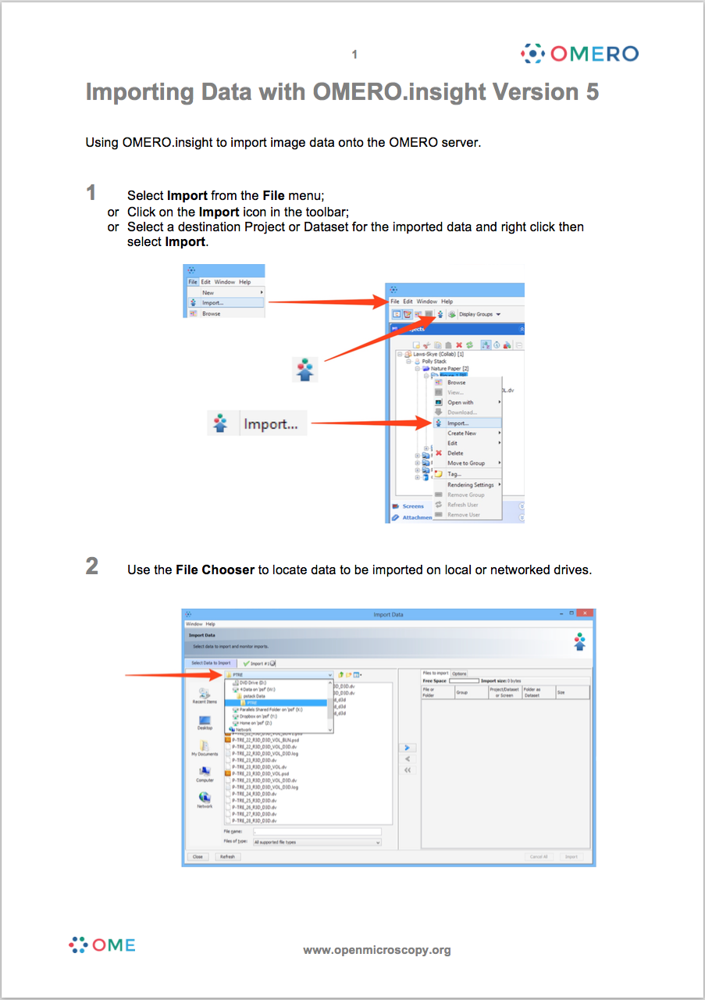 1
OMERO
Importing Data with OMERO.insight Version 5
Using OMERO.insight to import image data onto the OMERO server.
1 Select Import from the File menu;
or Click on the Import icon in the toolbar;
or Select a destination Project or Dataset for the imported data and right click then
select Import.
File Edit Window Help
New
Import...
Browse
File Edit Window Help
Display Groups
Laws-Skye (Collab) [1]
Polly Stack
Nature Paper [2]
Browse
View...
Open with
Download...
Import...
Create New
Edit
Delete
Move to Group
Tag...
Rendering Settings
Remove Group
Refresh User
Remove User
Screens
Attachmen
Import...
2 Use the File Chooser to locate data to be imported on local or networked drives.
Import Data
Window Help
Import Data
Select data to import and monitor imports.
Select Data to Import
Import #1
PTRE
DVD Drive (D:)
4 Data on 'psf' (W:)
pstack Data
PTRE
Parallels Shared Folder on 'psf' (X:)
Dropbox on 'psf' (Y:)
Home on 'psf' (Z:)
Network
3D_D3D.dv
3D_D3D.dv
d_d3d
d_d3d
d_d3d
Recent Items
Desktop
My Documents
Computer
Network
P-TRE_22_R3D_D3D_VOL_BLN.psd
P-TRE_22_R3D_D3D_VOL_D3D.dv
P-TRE_22_R3D_D3D_VOL_D3D.log
P-TRE_23_R3D_D3D.dv
P-TRE_23_R3D_D3D_VOL.dv
P-TRE_23_R3D_D3D_VOL.psd
P-TRE_23_R3D_D3D_VOL_D3D.dv
P-TRE_23_R3D_D3D_VOL_D3D.log
P-TRE_24_R3D_D3D.dv
P-TRE_25_R3D_D3D.dv
P-TRE_26_R3D_D3D.dv
P-TRE_27_R3D_D3D.dv
P-TRE_28_R3D_D3D.dv
File name:
Files of type: All supported file types
Files to import Options
Free Space Import size: 0 bytes
File or Folder
Group
Project/Dataset or Screen
Folder as Dataset
Size
Close Refresh
Cancel All Import
OME
www.openmicroscopy.org